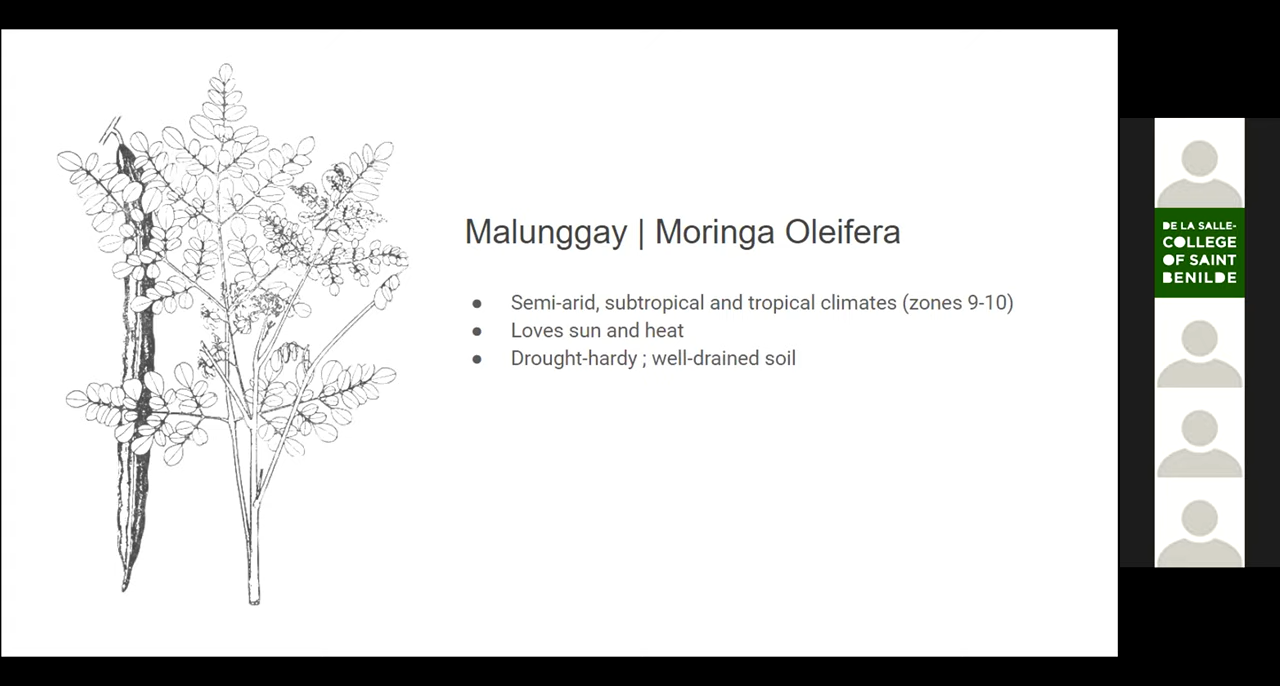 Malunggay | Moringa Oleifera
● Semi-arid, subtropical and tropical climates (zones 9-10)
● Loves sun and heat
● Drought-hardy ; well-drained soil
DE LA SALLE-
COLLEGE
OF SAINT
BENILDE